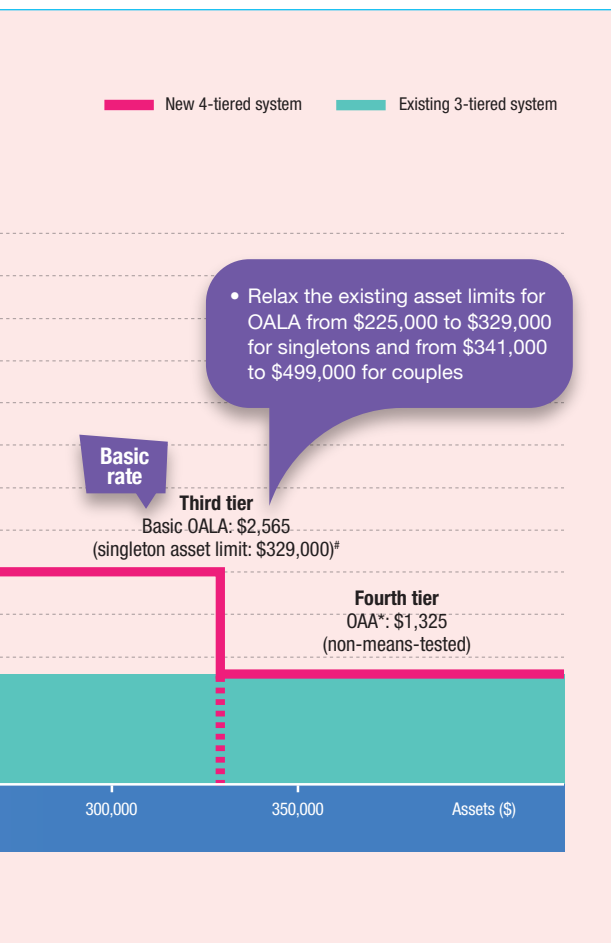 New 4-tiered system
Existing 3-tiered system
• Relax the existing asset limits for
OALA from $225,000 to $329,000
for singletons and from $341,000
to $499,000 for couples
Basic
rate
Third tier
Basic OALA: $2,565
(singleton asset limit: $329,000)#
Fourth tier
OAA*: $1,325
(non-means-tested)
300,000
350,000
Assets ($)